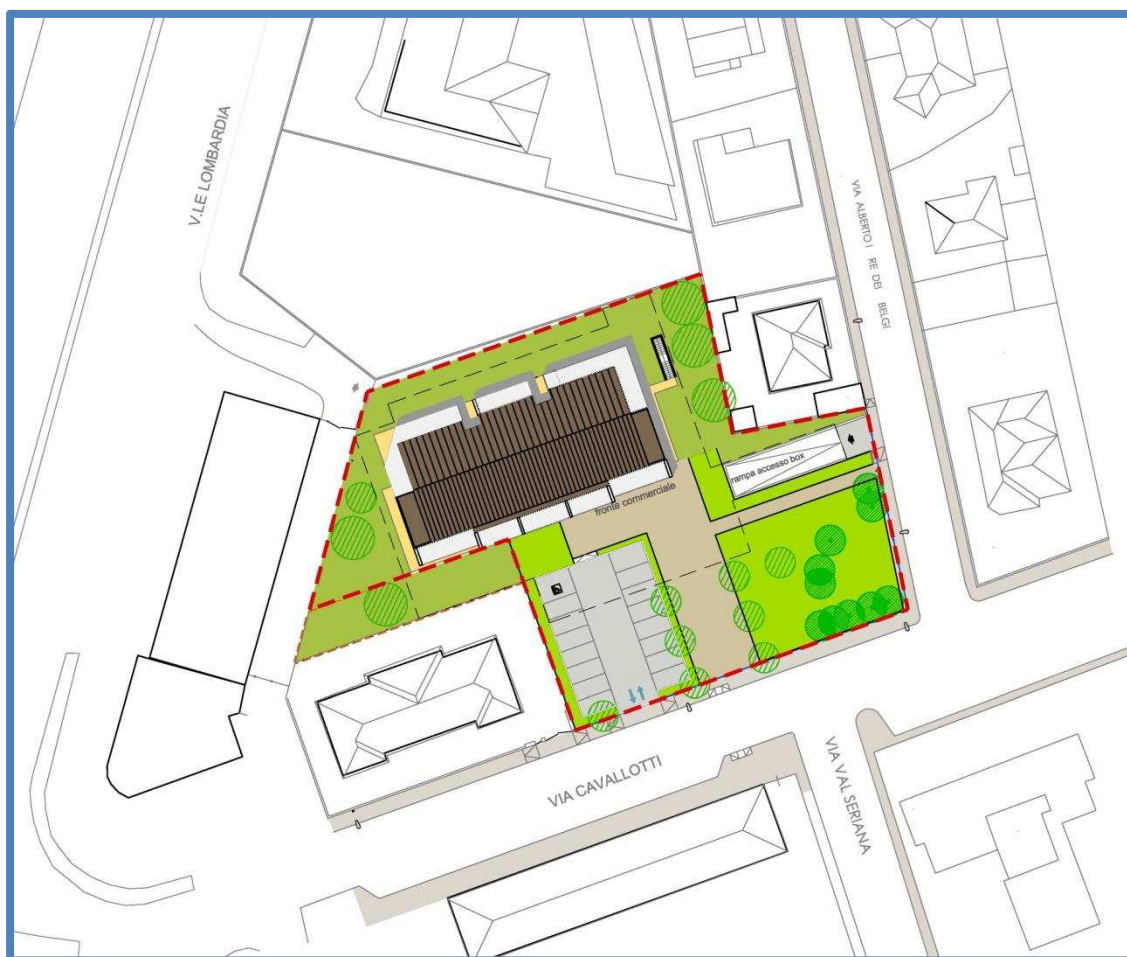 V.LE LOMBARDIA
VIA ALBERTO I RE DEI BELGI
rampa accesso box
fronte commerciale
VIA CAVALLOTTI
VIA VAL SERIANA